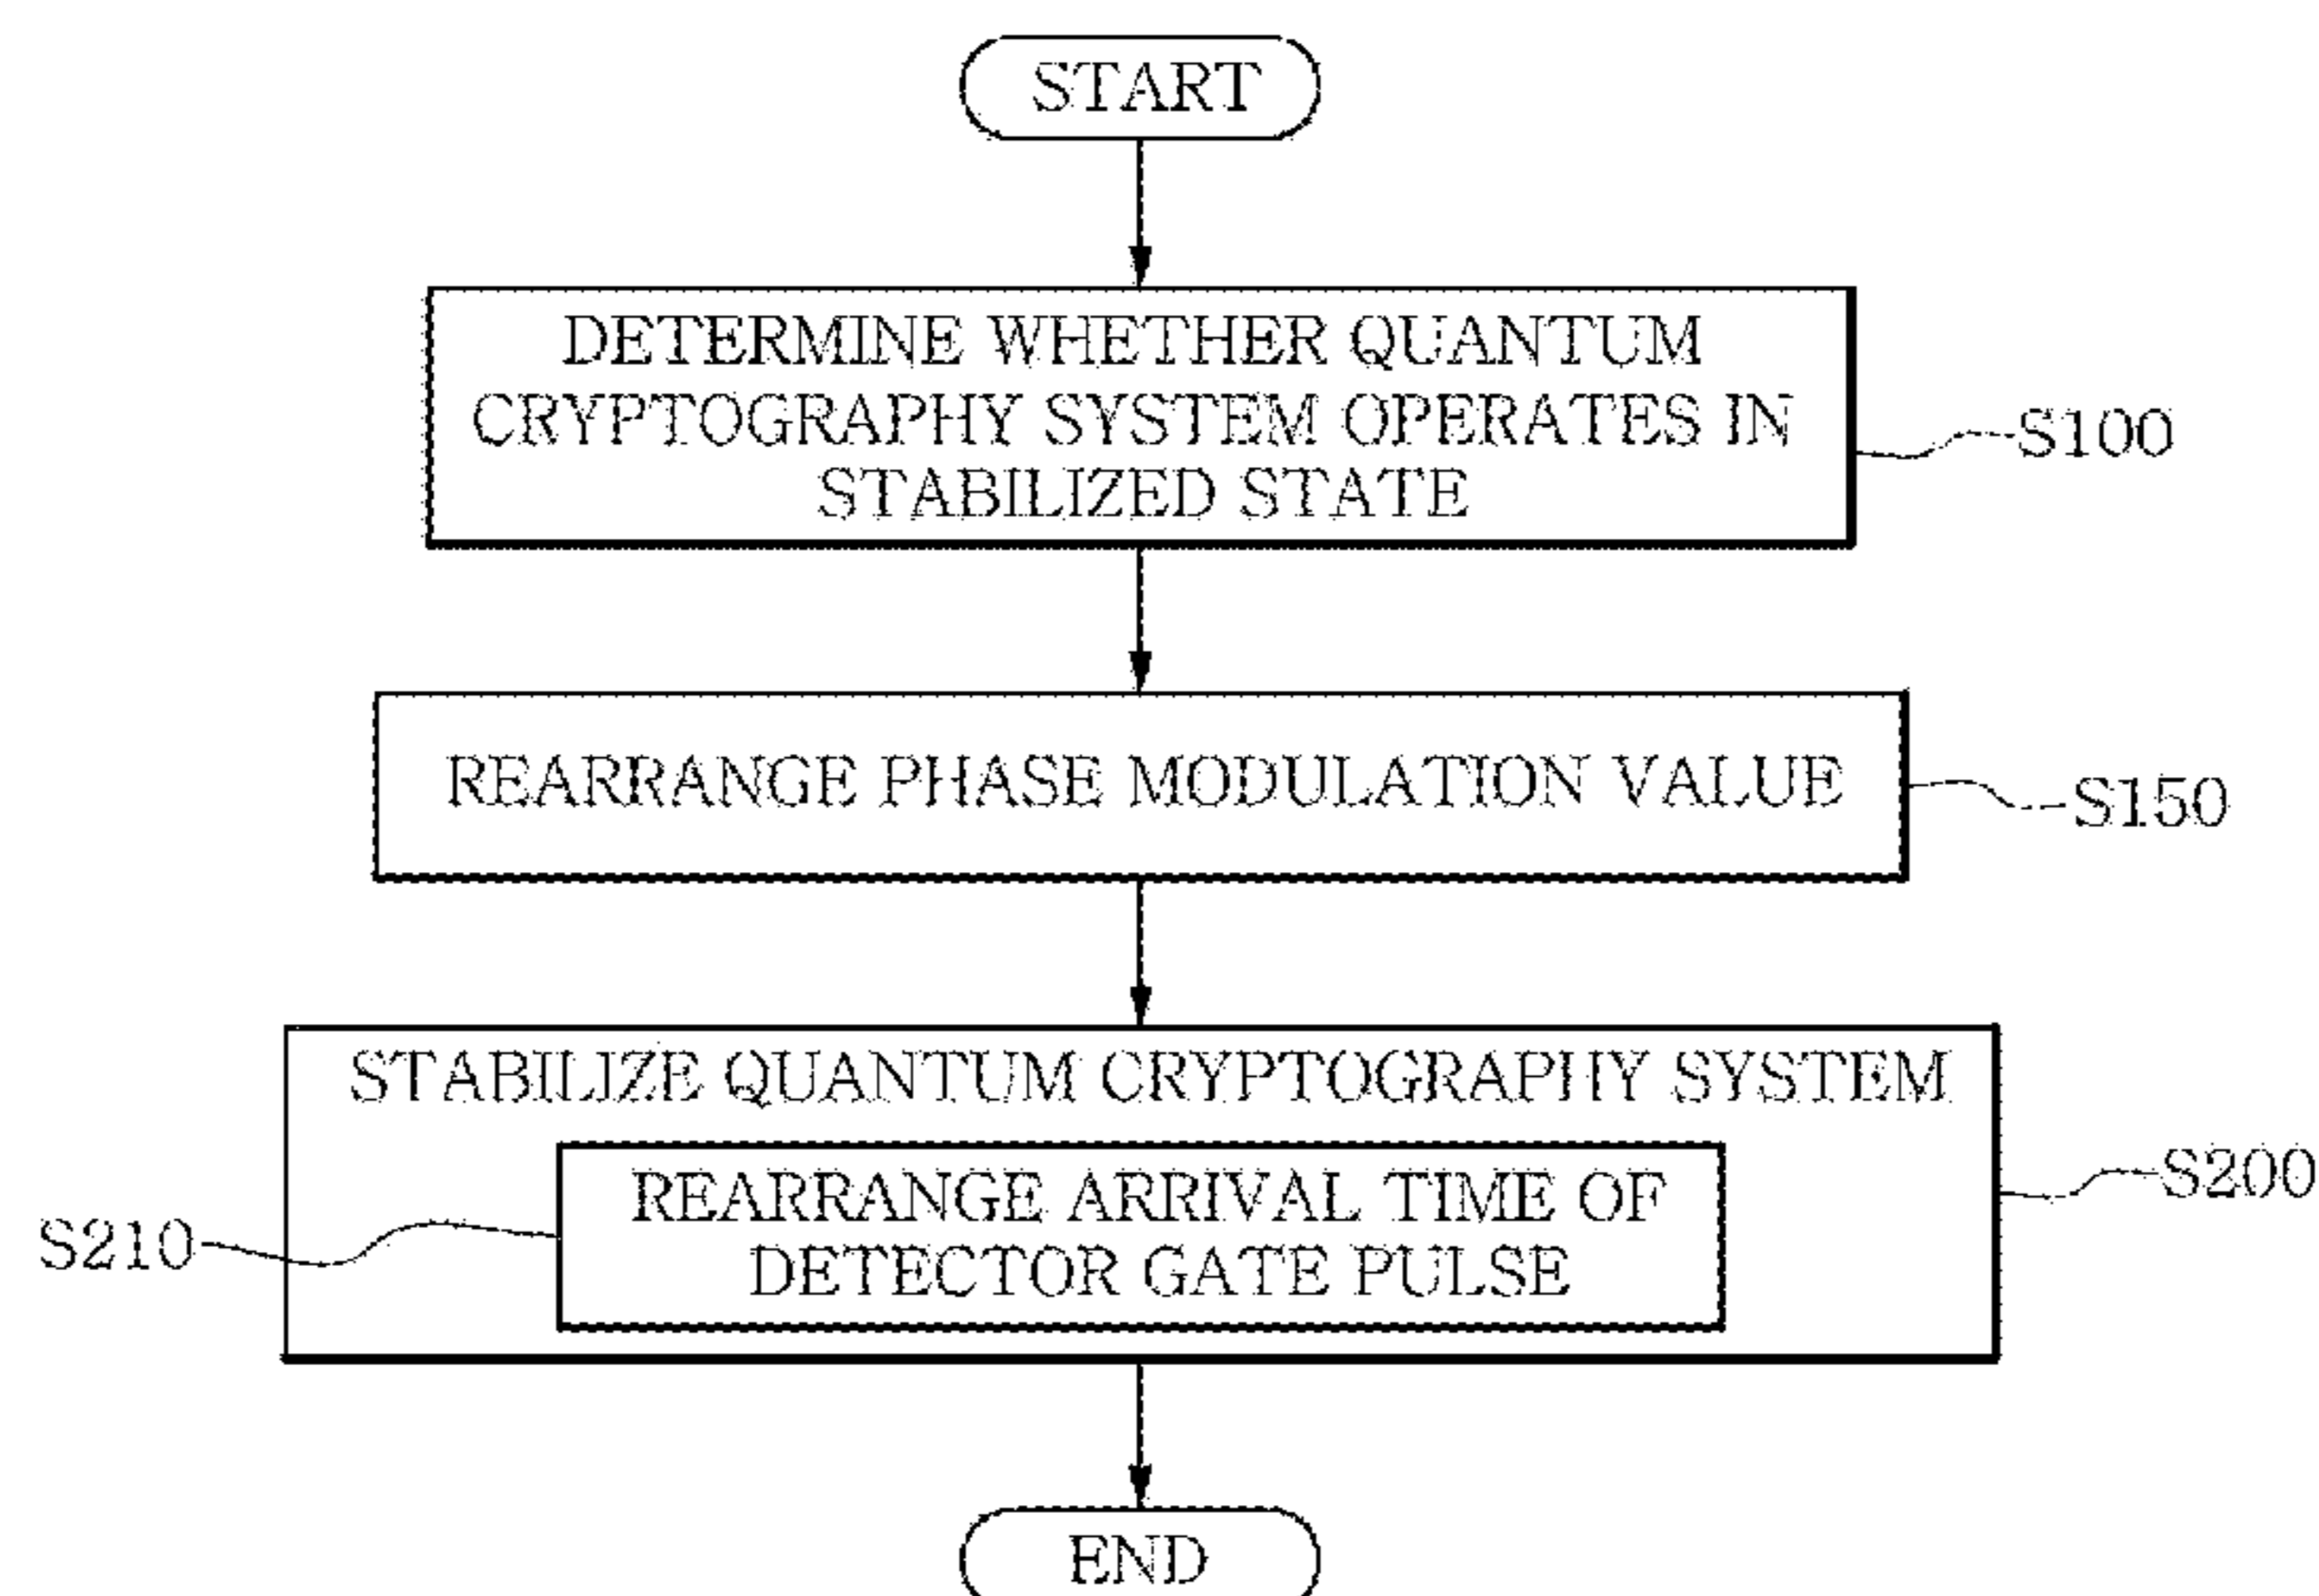 START
DETERMINE WHETHER QUANTUM
CRYPTOGRAPHY SYSTEM OPERATES IN
STABILIZED STATE
S100
REARRANGE PHASE MODULATION VALUE
S150
STABILIZE QUANTUM CRYPTOGRAPHY SYSTEM
S200
REARRANGE ARRIVAL TIME OF
DETECTOR GATE PULSE
S210
END